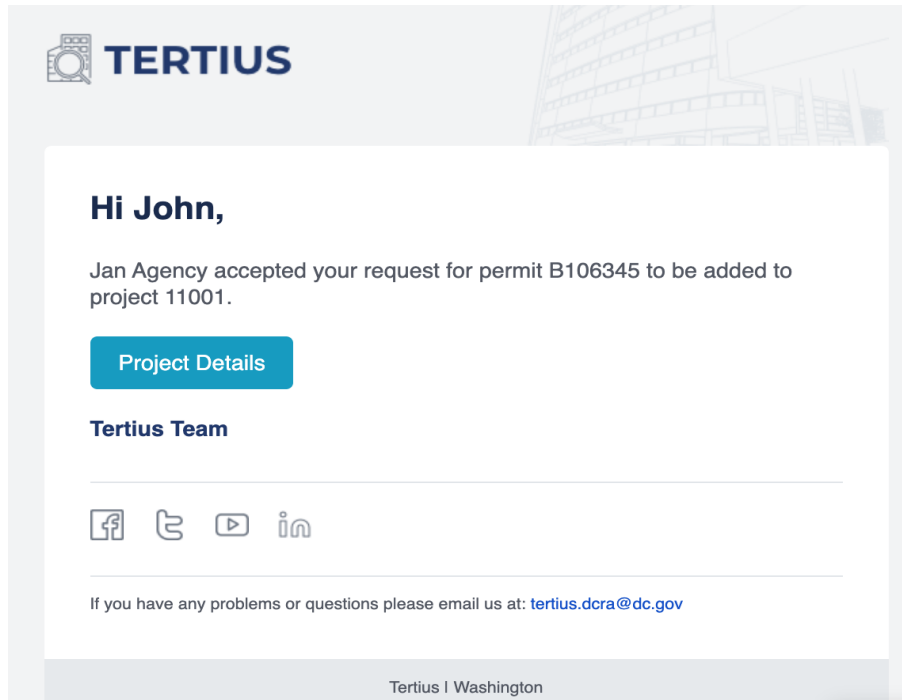 TERTIUS
Hi John,
Jan Agency accepted your request for permit B106345 to be added to
project 11001.
Project Details
Tertius Team
If you have any problems or questions please email us at: tertius.dcra@dc.gov
Tertius | Washington